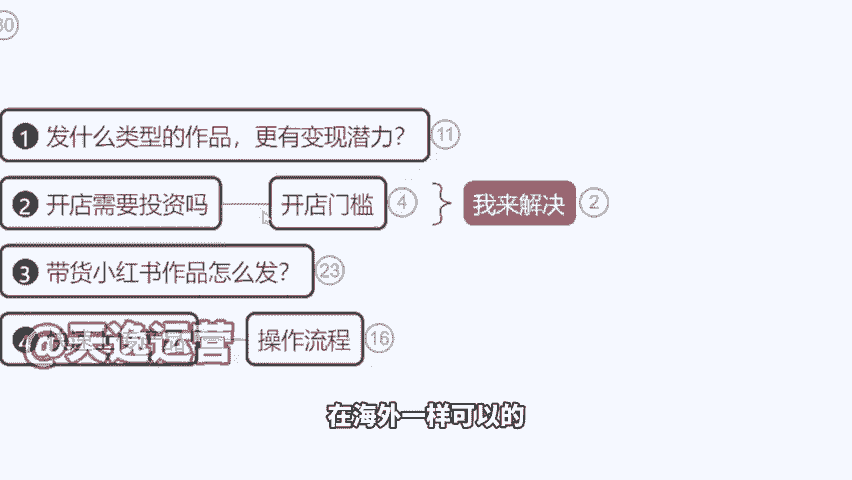 30
1 发什么类型的作品，更有变现潜力？ 11
2 开店需要投资吗 开店门槛 4 我来解决 2
3 带货小红书作品怎么发？ 23
4 操作流程 16
@天逸运营
在海外一样可以的